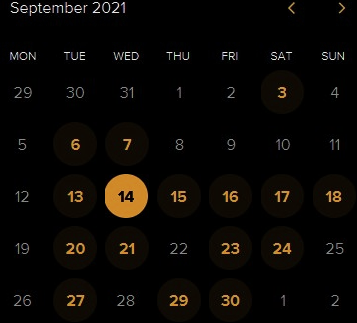 September 2021
MON TUE WED THU FRI SAT SUN
29 30 31 1 2 3 4
5 6 7 8 9 10 11
12 13 14 15 16 17 18
19 20 21 22 23 24 25
26 27 28 29 30 1 2